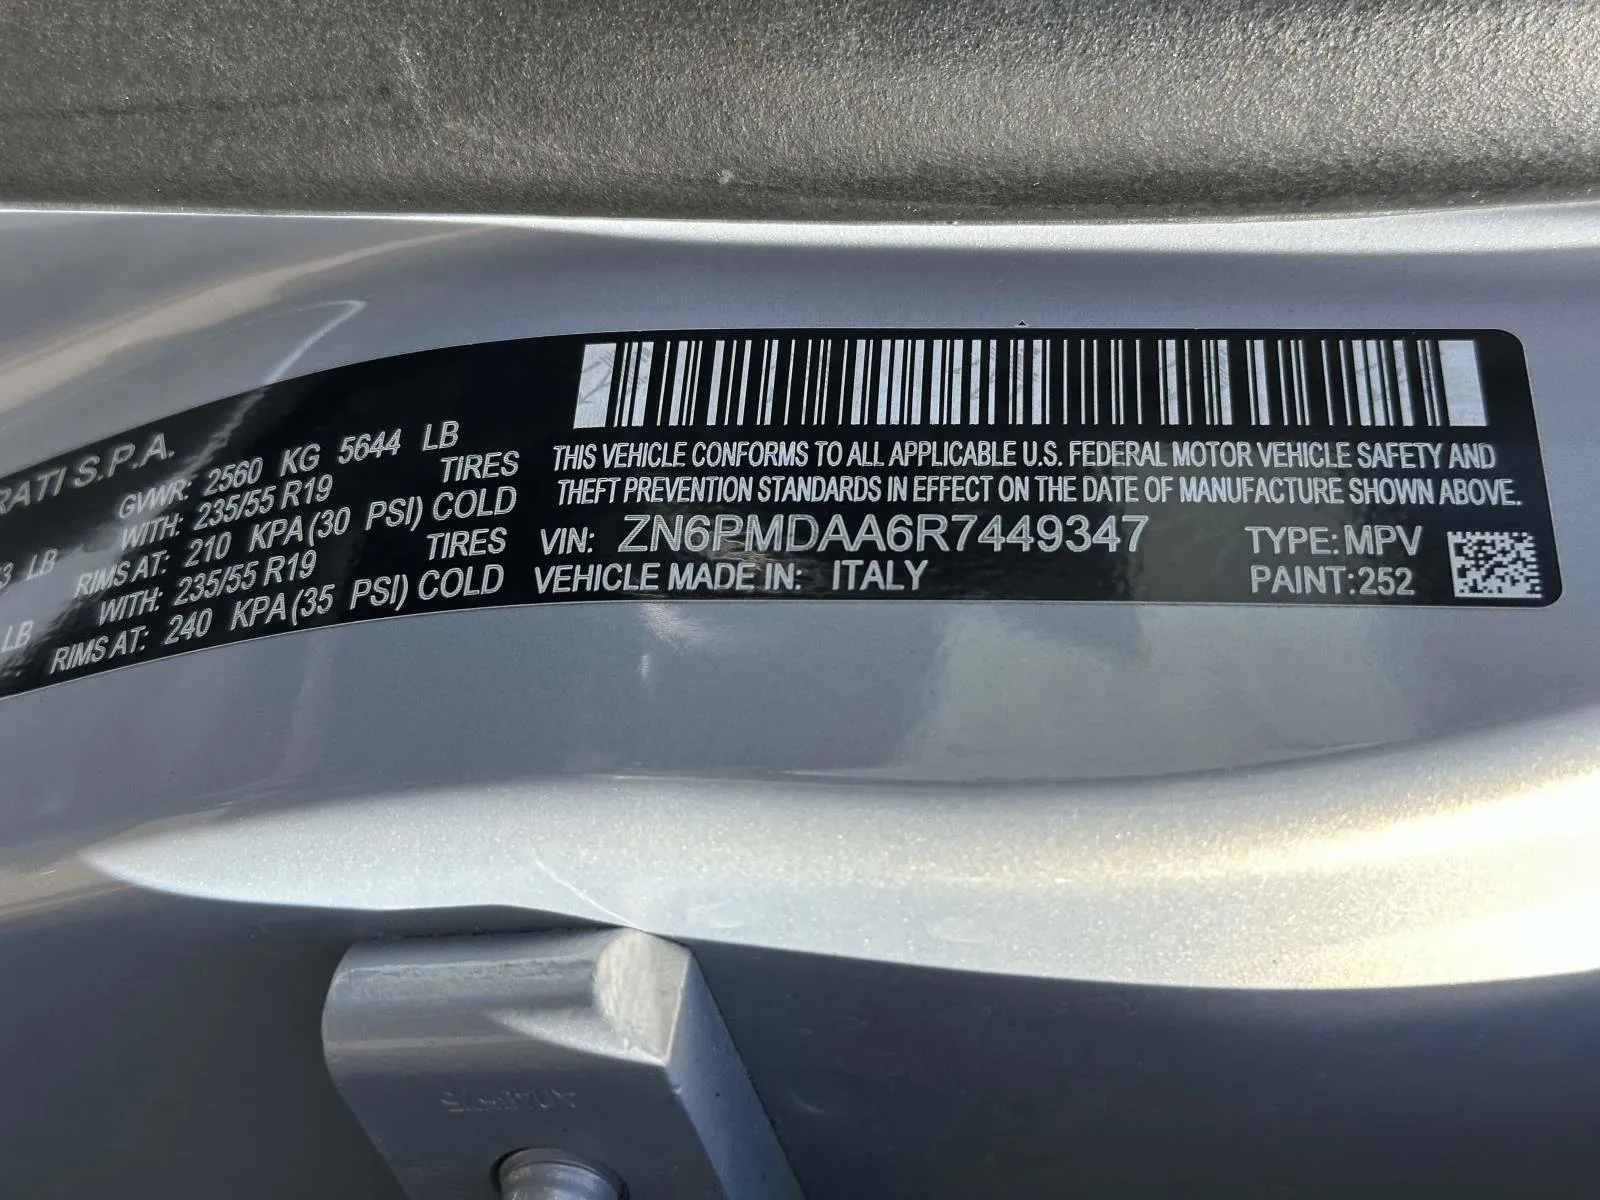 RATI S.P.A.
GVWR: 2560 KG 5644 LB
WITH: 235/55 R19 TIRES
3 LB RIMS AT: 210 KPA(30 PSI) COLD
WITH: 235/55 R19 TIRES
LB RIMS AT: 240 KPA(35 PSI) COLD
THIS VEHICLE CONFORMS TO ALL APPLICABLE U.S. FEDERAL MOTOR VEHICLE SAFETY AND
THEFT PREVENTION STANDARDS IN EFFECT ON THE DATE OF MANUFACTURE SHOWN ABOVE.
VIN: ZN6PMDAA6R7449347 TYPE: MPV
VEHICLE MADE IN: ITALY PAINT: 252